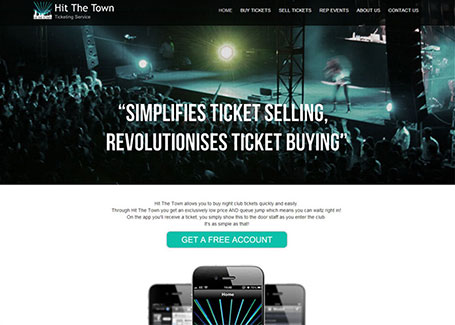 Hit The Town
Ticketing Service
HOME BUY TICKETS SELL TICKETS REP EVENTS ABOUT US CONTACT US
“SIMPLIFIES TICKET SELLING,
REVOLUTIONISES TICKET BUYING”
Hit The Town allows you to buy night club tickets quickly and easily.
Through Hit The Town you get an exclusively low price AND queue jump which means you can waltz right in!
On the app you'll receive a ticket, you simply show this to the door staff as you enter the club.
It's as simple as that!
GET A FREE ACCOUNT
Home